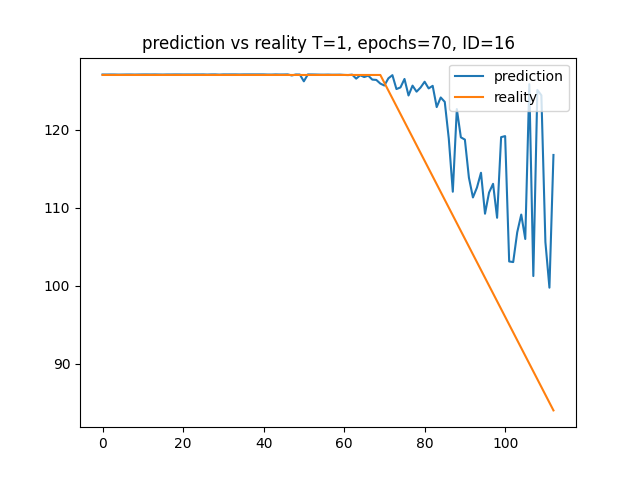 prediction vs reality T=1, epochs=70, ID=16
prediction
reality
120
110
100
90
0 20 40 60 80 100